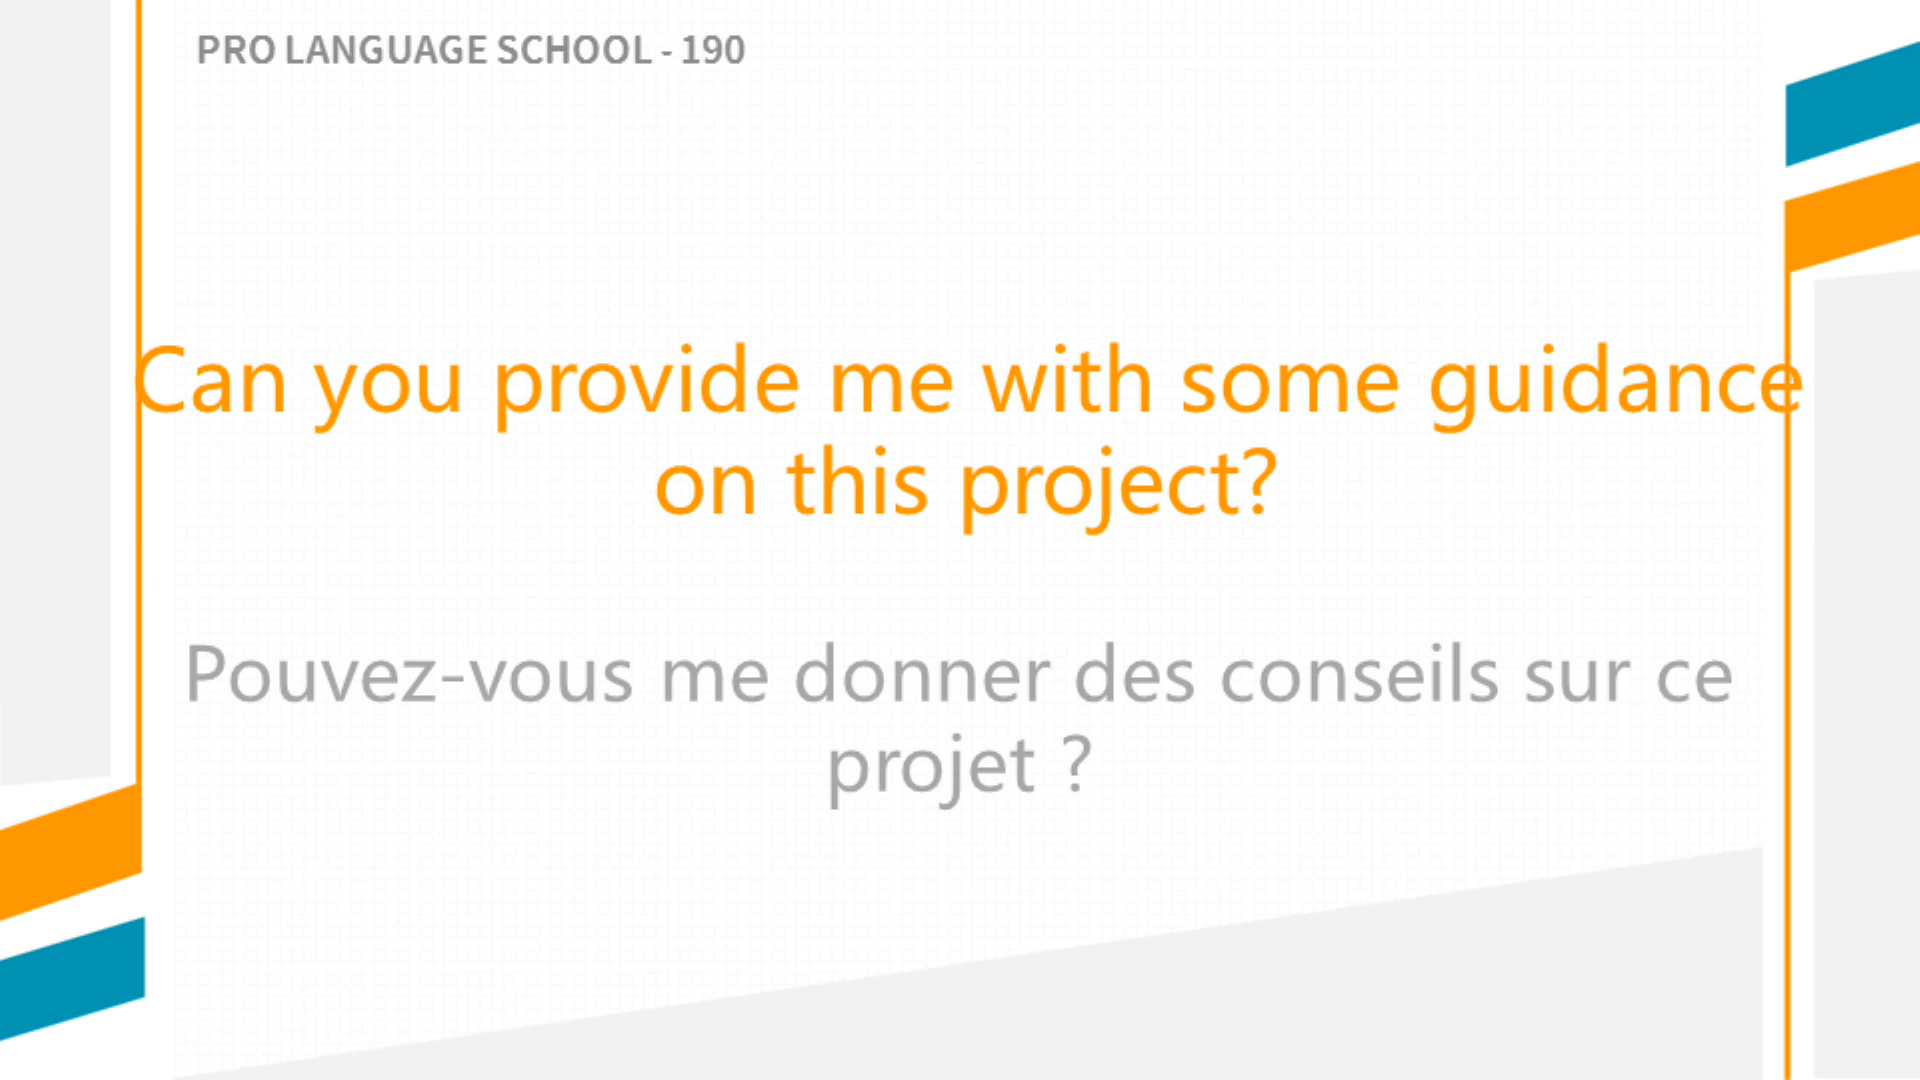 PRO LANGUAGE SCHOOL - 190
Can you provide me with some guidance
on this project?
Pouvez-vous me donner des conseils sur ce
projet ?